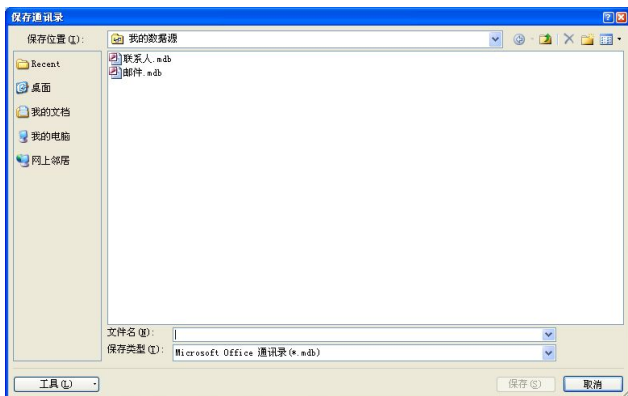 保存通讯录
保存位置(I):
我的数据源
Recent
桌面
我的文档
我的电脑
网上邻居
联系人.mdb
邮件.mdb
文件名(N):
保存类型(T):
Microsoft Office 通讯录(*.mdb)
工具(L)
保存(S)
取消